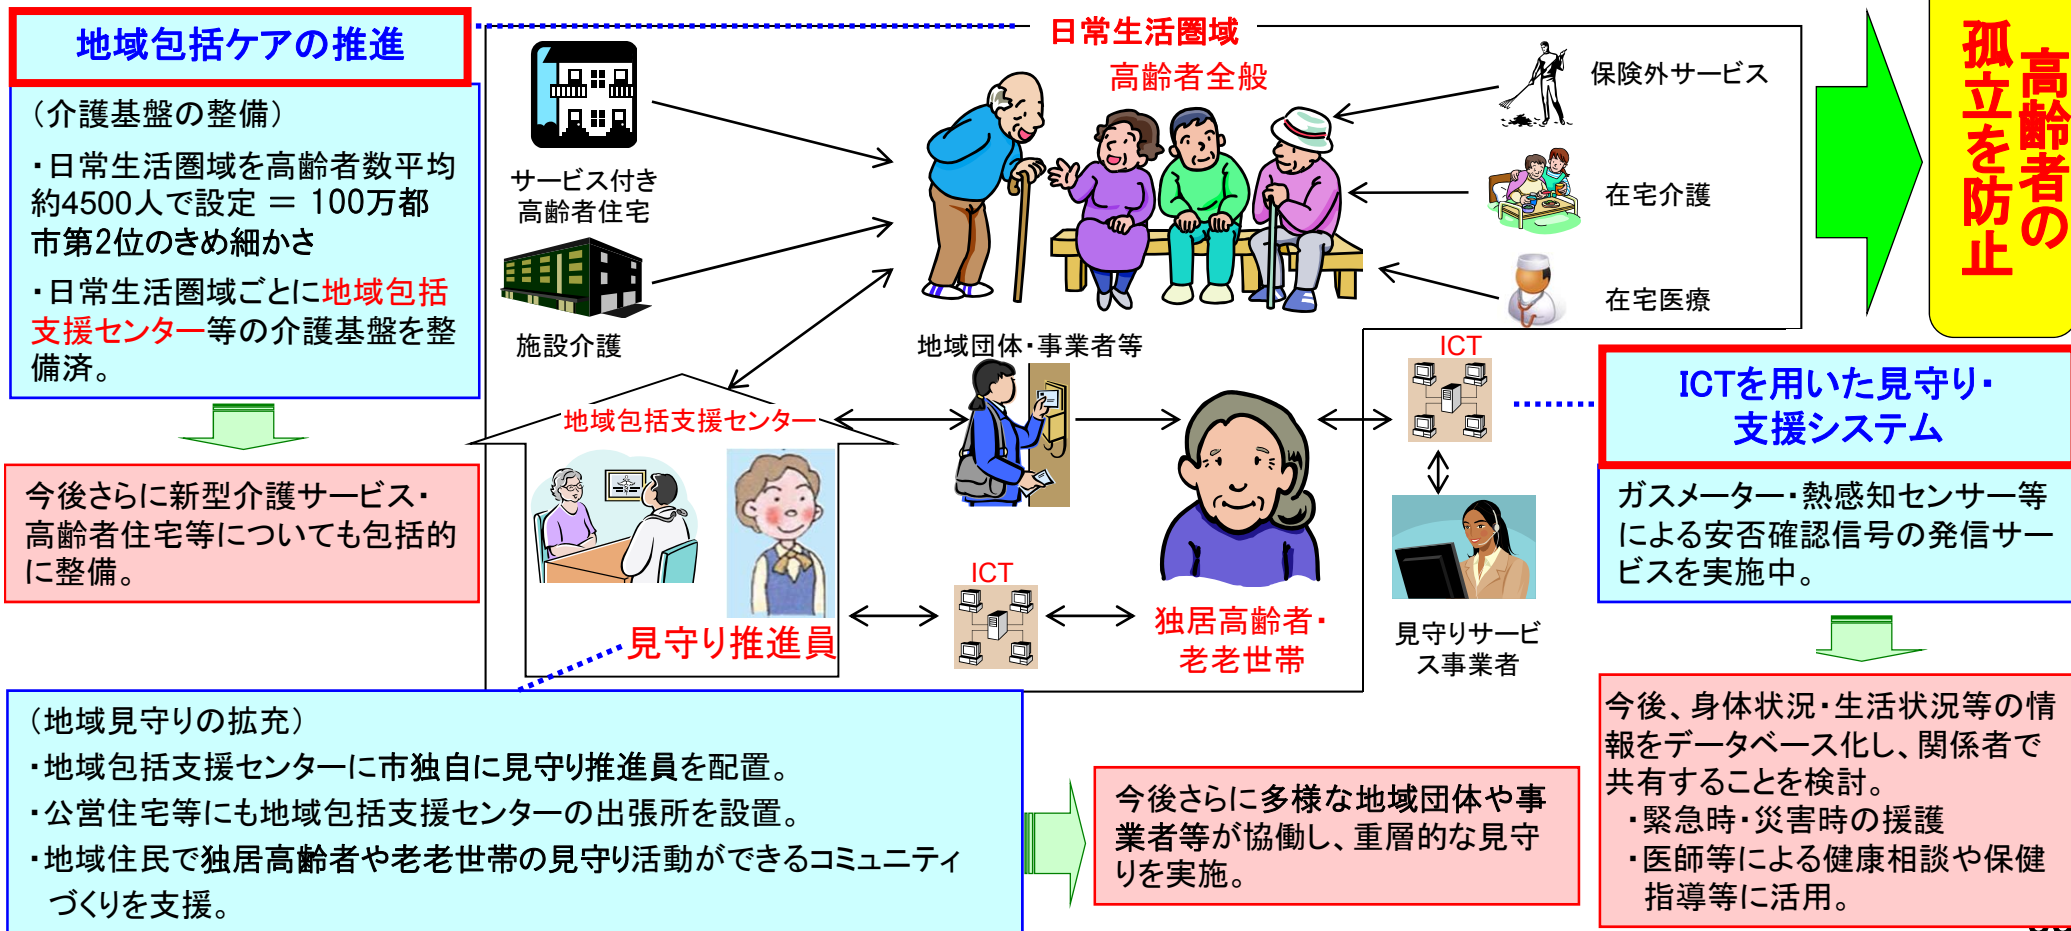 地域包括ケアの推進
（介護基盤の整備）
・日常生活圏域を高齢者数平均
約4500人で設定 ＝ 100万都
市第2位のきめ細かさ
・日常生活圏域ごとに地域包括
支援センター等の介護基盤を整
備済。
今後さらに新型介護サービス・
高齢者住宅等についても包括的
に整備。
日常生活圏域
高齢者全般
サービス付き
高齢者住宅
施設介護
保険外サービス
在宅介護
在宅医療
地域団体・事業者等
地域包括支援センター
見守り推進員
ICT
独居高齢者・
老老世帯
ICT
見守りサービ
ス事業者
高齢者の
孤立を防止
ICTを用いた見守り・
支援システム
ガスメーター・熱感知センサー等
による安否確認信号の発信サー
ビスを実施中。
今後、身体状況・生活状況等の情
報をデータベース化し、関係者で
共有することを検討。
・緊急時・災害時の援護
・医師等による健康相談や保健
指導等に活用。
（地域見守りの拡充）
・地域包括支援センターに市独自に見守り推進員を配置。
・公営住宅等にも地域包括支援センターの出張所を設置。
・地域住民で独居高齢者や老老世帯の見守り活動ができるコミュニティ
づくりを支援。
今後さらに多様な地域団体や事
業者等が協働し、重層的な見守
りを実施。